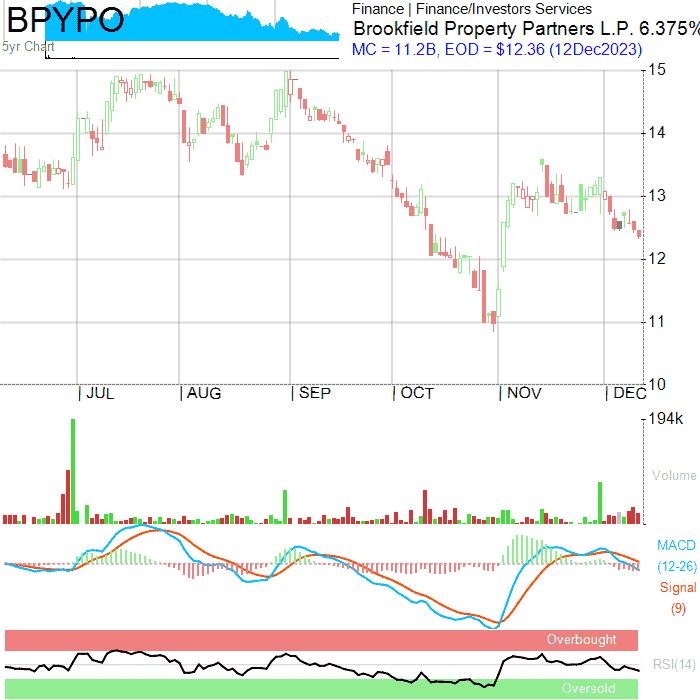 BPYPO
5yr Chart
Finance | Finance/Investors Services
Brookfield Property Partners L.P. 6.375%
MC = 11.2B, EOD = $12.36 (12Dec2023)
15
14
13
12
11
10
JUL
AUG
SEP
OCT
NOV
DEC
194k
Volume
MACD
(12-26)
Signal
(9)
Overbought
RSI(14)
Oversold